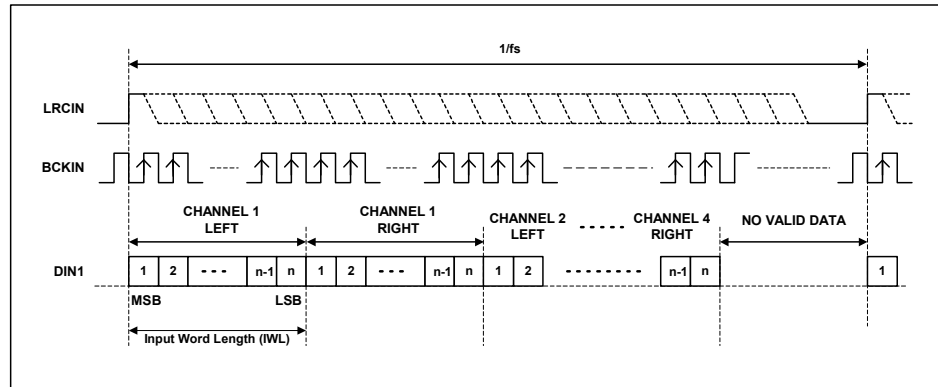 1/fs
LRCIN
BCKIN
CHANNEL 1
LEFT
CHANNEL 1
RIGHT
CHANNEL 2
LEFT
CHANNEL 4
RIGHT
NO VALID DATA
DIN1
1 2 n-1 n 1 2 n-1 n 1 2 n-1 n 1
MSB
LSB
Input Word Length (IWL)